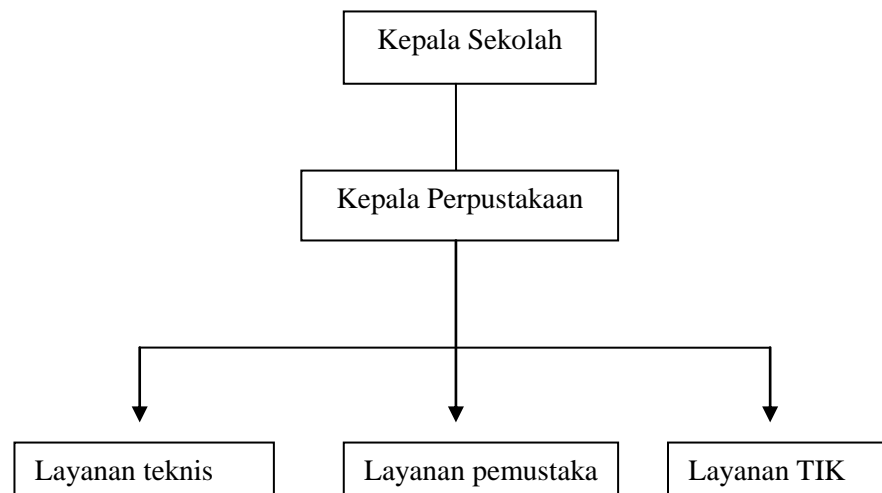 Kepala Sekolah
Kepala Perpustakaan
Layanan teknis
Layanan pemustaka
Layanan TIK